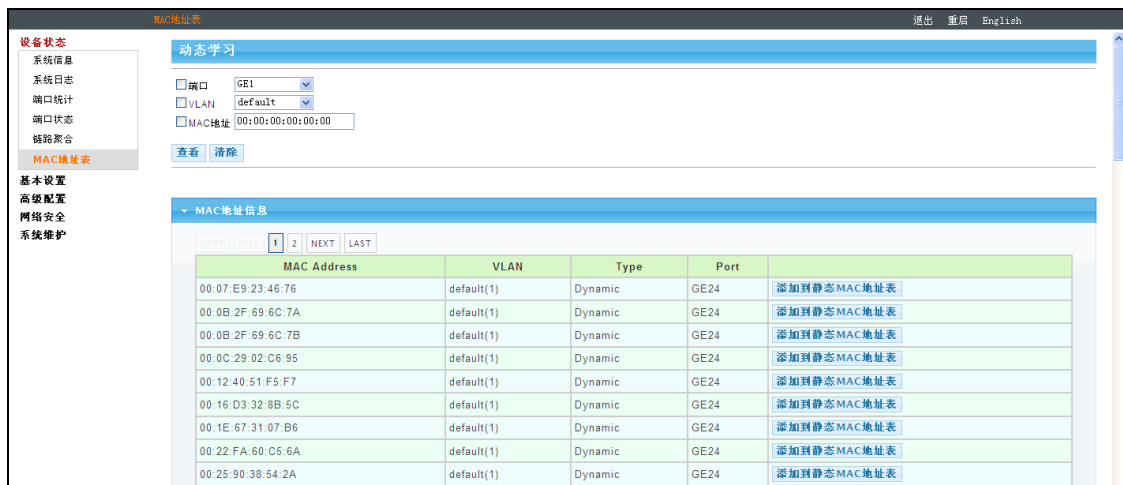 MAC地址表 退出 重启 English
设备状态
系统信息
系统日志
端口统计
端口状态
链路聚合
MAC地址表
基本设置
高级配置
网络安全
系统维护
动态学习
端口 GE1
VLAN default
MAC地址 00:00:00:00:00:00
查看 清除
MAC地址信息
FIRST PREV 1 2 NEXT LAST
MAC Address VLAN Type Port
00:07:E9:23:46:76 default(1) Dynamic GE24 添加到静态MAC地址表
00:0B:2F:69:6C:7A default(1) Dynamic GE24 添加到静态MAC地址表
00:0B:2F:69:6C:7B default(1) Dynamic GE24 添加到静态MAC地址表
00:0C:29:02:C6:95 default(1) Dynamic GE24 添加到静态MAC地址表
00:12:40:51:F5:F7 default(1) Dynamic GE24 添加到静态MAC地址表
00:16:D3:32:8B:5C default(1) Dynamic GE24 添加到静态MAC地址表
00:1E:67:31:07:B6 default(1) Dynamic GE24 添加到静态MAC地址表
00:22:FA:60:C5:6A default(1) Dynamic GE24 添加到静态MAC地址表
00:25:90:38:54:2A default(1) Dynamic GE24 添加到静态MAC地址表